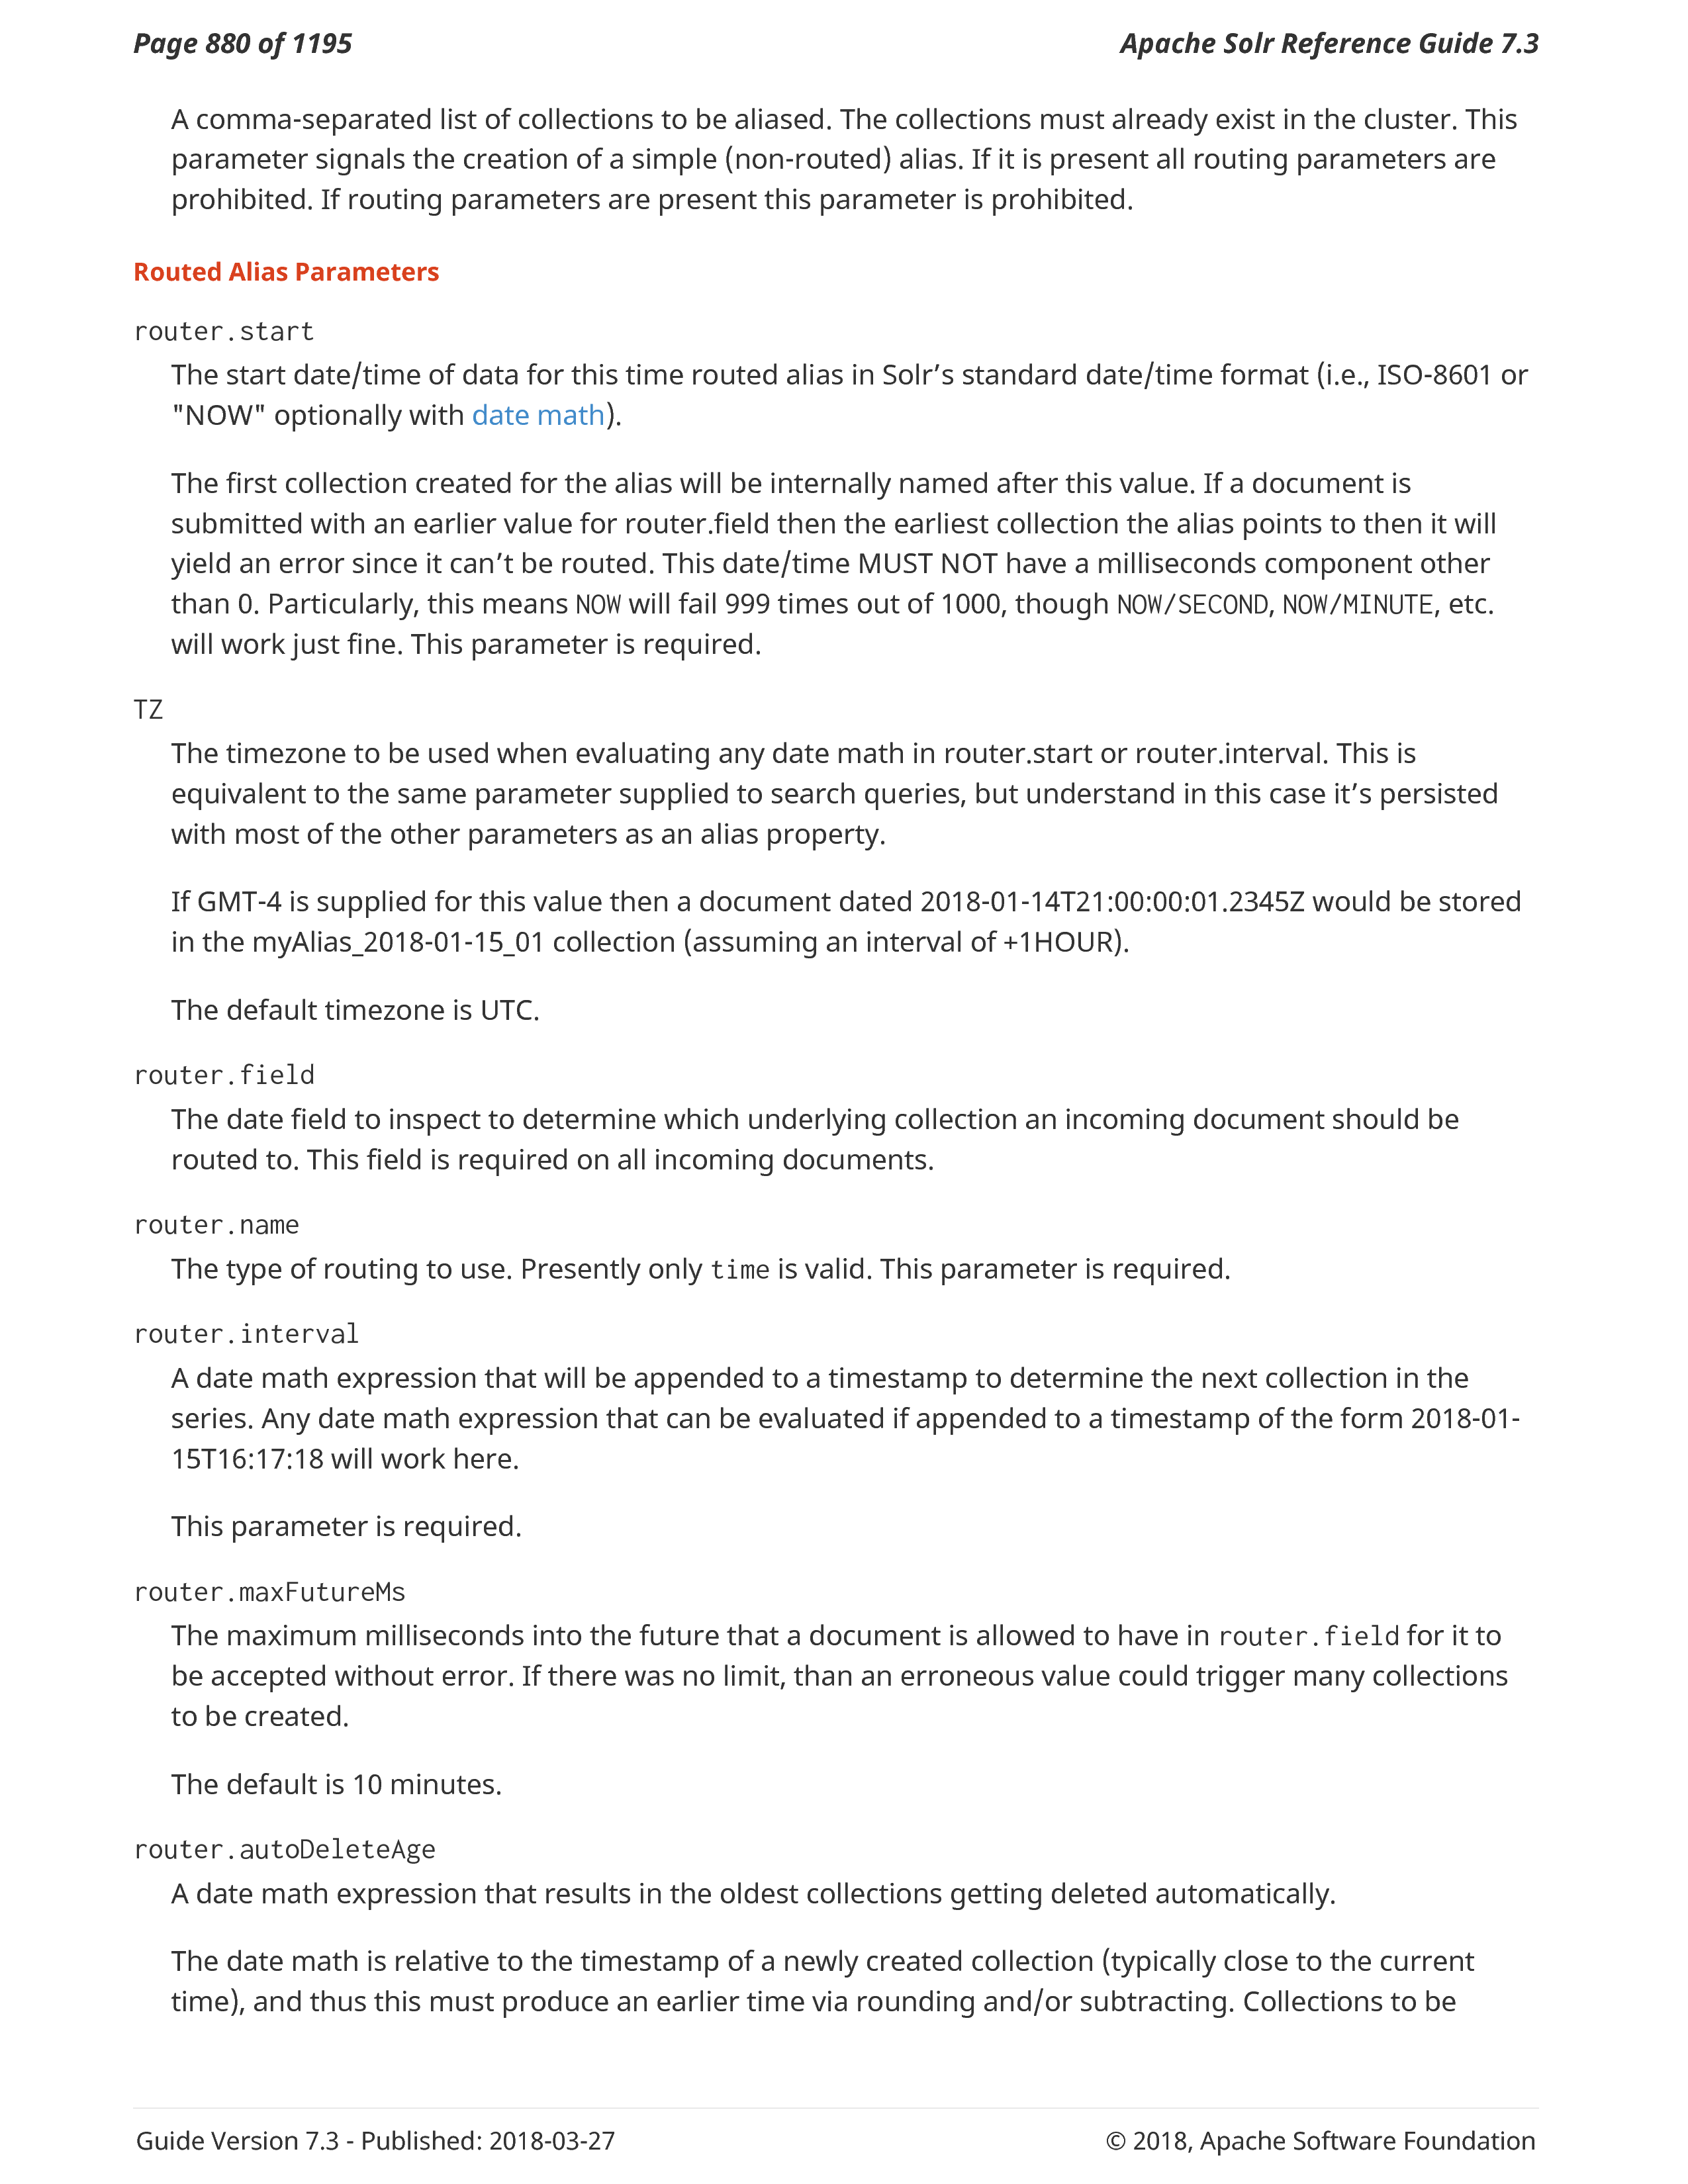 Page 880 of 1195
Apache Solr Reference Guide 7.3
A comma-separated list of collections to be aliased. The collections must already exist in the cluster. This
parameter signals the creation of a simple (non-routed) alias. If it is present all routing parameters are
prohibited. If routing parameters are present this parameter is prohibited.
Routed Alias Parameters
router.start
The start date/time of data for this time routed alias in Solr’s standard date/time format (i.e., ISO-8601 or
"NOW" optionally with date math).
The first collection created for the alias will be internally named after this value. If a document is
submitted with an earlier value for router.field then the earliest collection the alias points to then it will
yield an error since it can’t be routed. This date/time MUST NOT have a milliseconds component other
than 0. Particularly, this means NOW will fail 999 times out of 1000, though NOW/SECOND, NOW/MINUTE, etc.
will work just fine. This parameter is required.
TZ
The timezone to be used when evaluating any date math in router.start or router.interval. This is
equivalent to the same parameter supplied to search queries, but understand in this case it’s persisted
with most of the other parameters as an alias property.
If GMT-4 is supplied for this value then a document dated 2018-01-14T21:00:00:01.2345Z would be stored
in the myAlias_2018-01-15_01 collection (assuming an interval of +1HOUR).
The default timezone is UTC.
router.field
The date field to inspect to determine which underlying collection an incoming document should be
routed to. This field is required on all incoming documents.
router.name
The type of routing to use. Presently only time is valid. This parameter is required.
router.interval
A date math expression that will be appended to a timestamp to determine the next collection in the
series. Any date math expression that can be evaluated if appended to a timestamp of the form 2018-01-
15T16:17:18 will work here.
This parameter is required.
router.maxFutureMs
The maximum milliseconds into the future that a document is allowed to have in router.field for it to
be accepted without error. If there was no limit, than an erroneous value could trigger many collections
to be created.
The default is 10 minutes.
router.autoDeleteAge
A date math expression that results in the oldest collections getting deleted automatically.
The date math is relative to the timestamp of a newly created collection (typically close to the current
time), and thus this must produce an earlier time via rounding and/or subtracting. Collections to be
Guide Version 7.3 - Published: 2018-03-27
© 2018, Apache Software Foundation